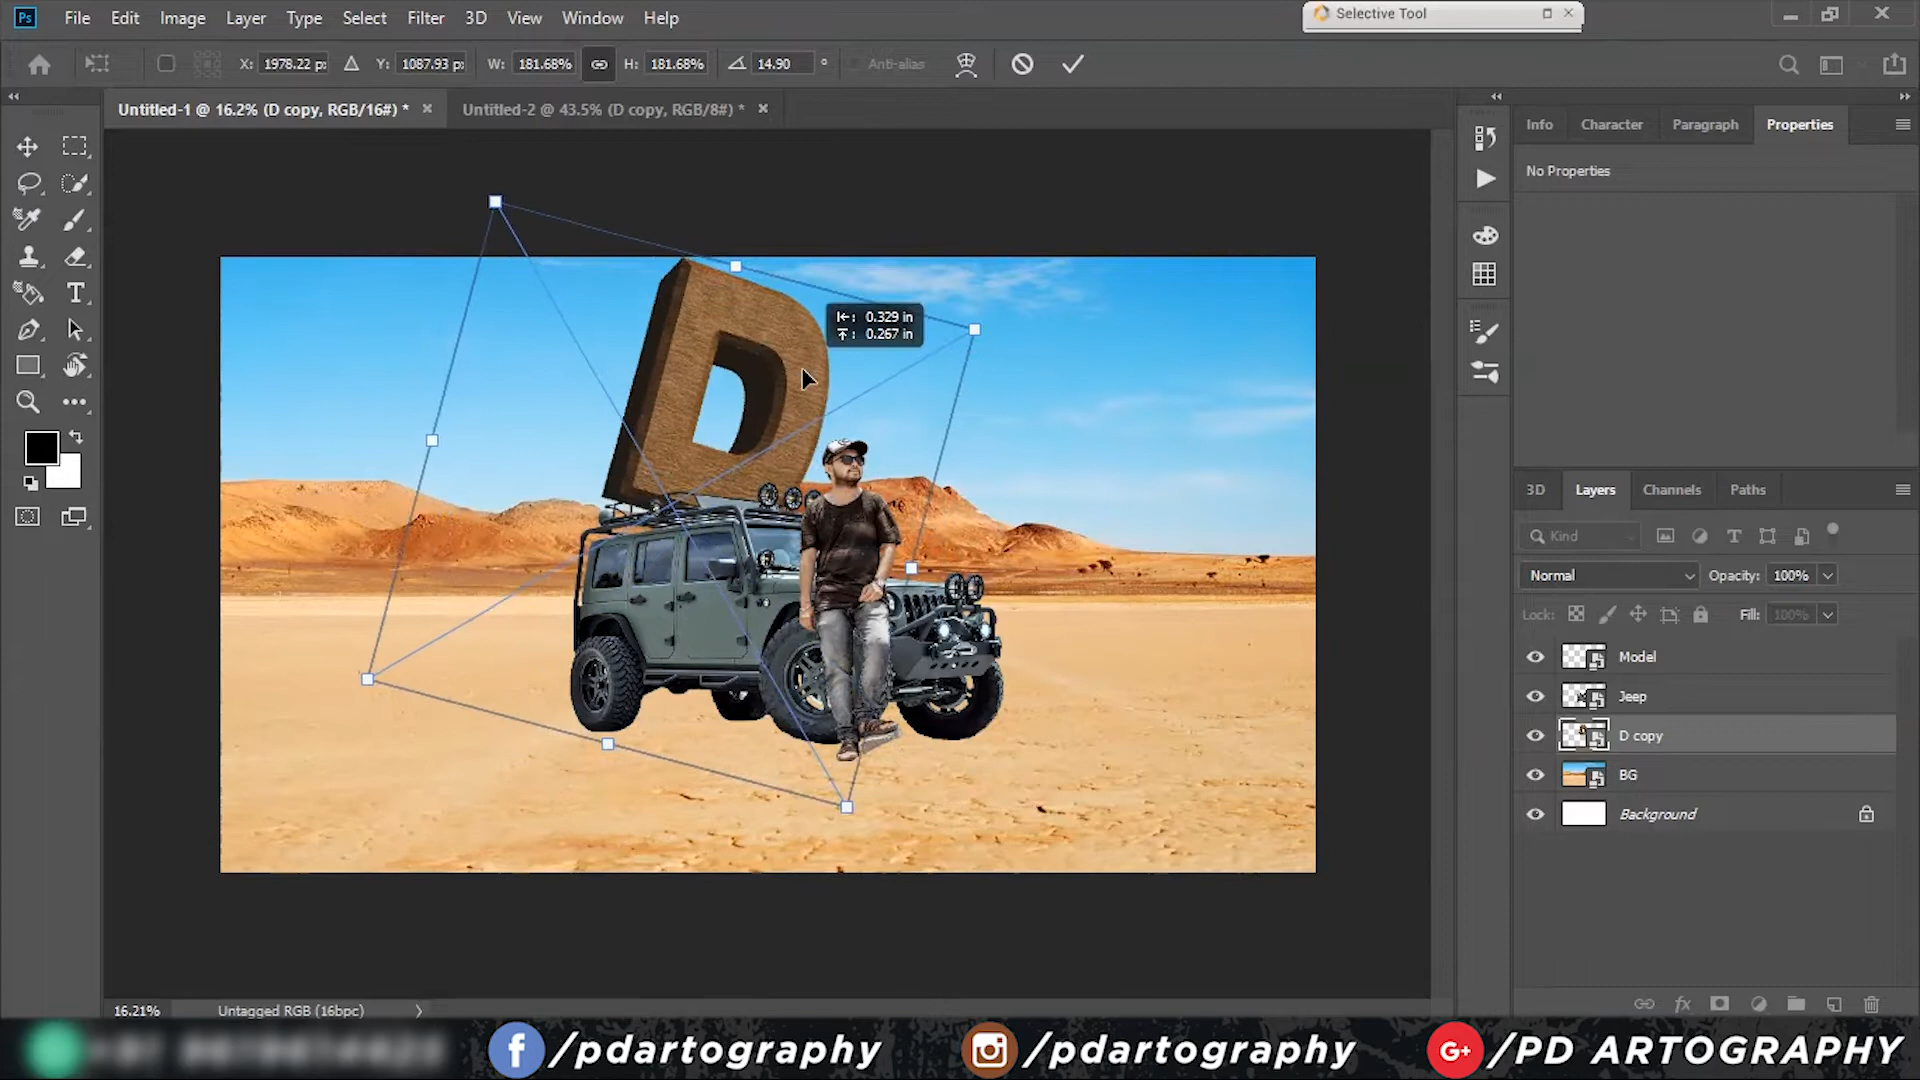 Ps File Edit Image Layer Type Select Filter 3D View Window Help
Selective Tool
X: 1978.22 p: Y: 1087.93 p: W: 181.68% H: 181.68% 14.90 ° Anti-alias
Untitled-1 @ 16.2% (D copy, RGB/16#) * × Untitled-2 @ 43.5% (D copy, RGB/8#) * ×
Info Character Paragraph Properties
No Properties
D
0.329 in
0.267 in
3D Layers Channels Paths
Kind
Normal Opacity: 100%
Lock: Fill: 100%
Model
Jeep
D copy
BG
Background
16.21% Untagged RGB (16bpc)
f /pdartography /pdartography G+ /PD ARTOGRAPHY